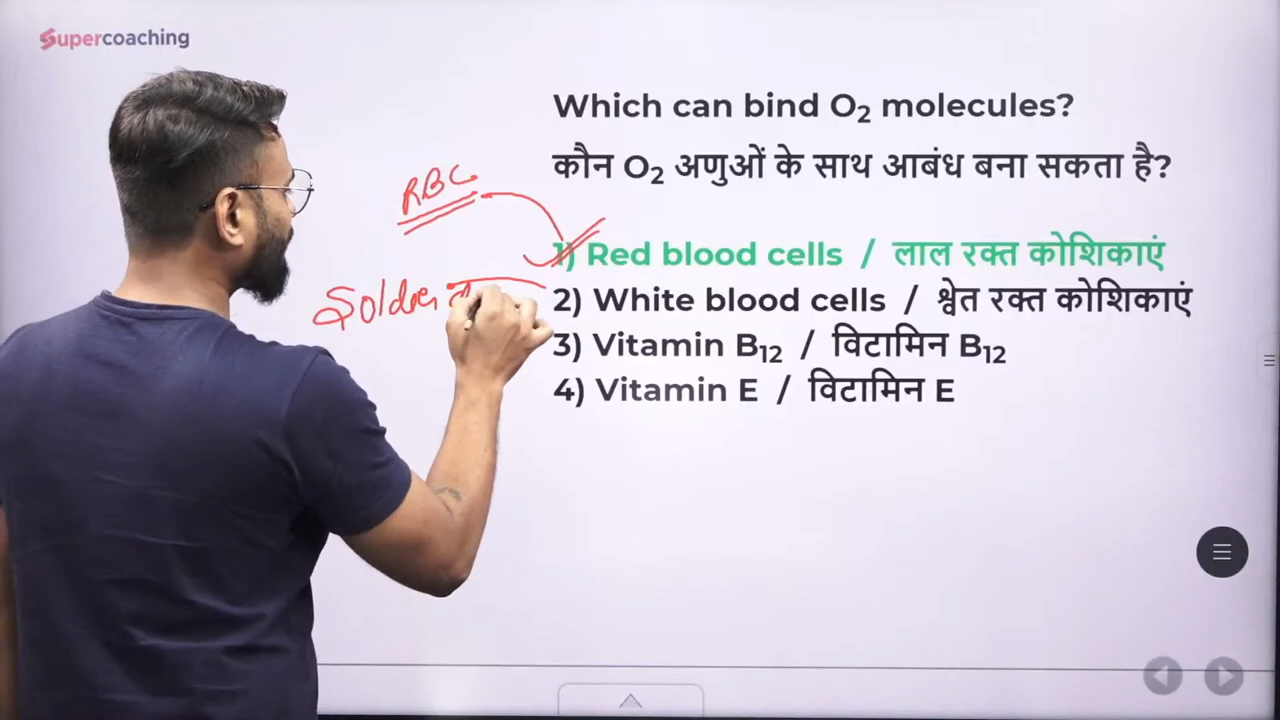 Supercoaching
Which can bind O₂ molecules?
कौन O₂ अणुओं के साथ आबंध बना सकता है?
RBC
1) Red blood cells / लाल रक्त कोशिकाएं
2) White blood cells / श्वेत रक्त कोशिकाएं
3) Vitamin B₁₂ / विटामिन B₁₂
4) Vitamin E / विटामिन E